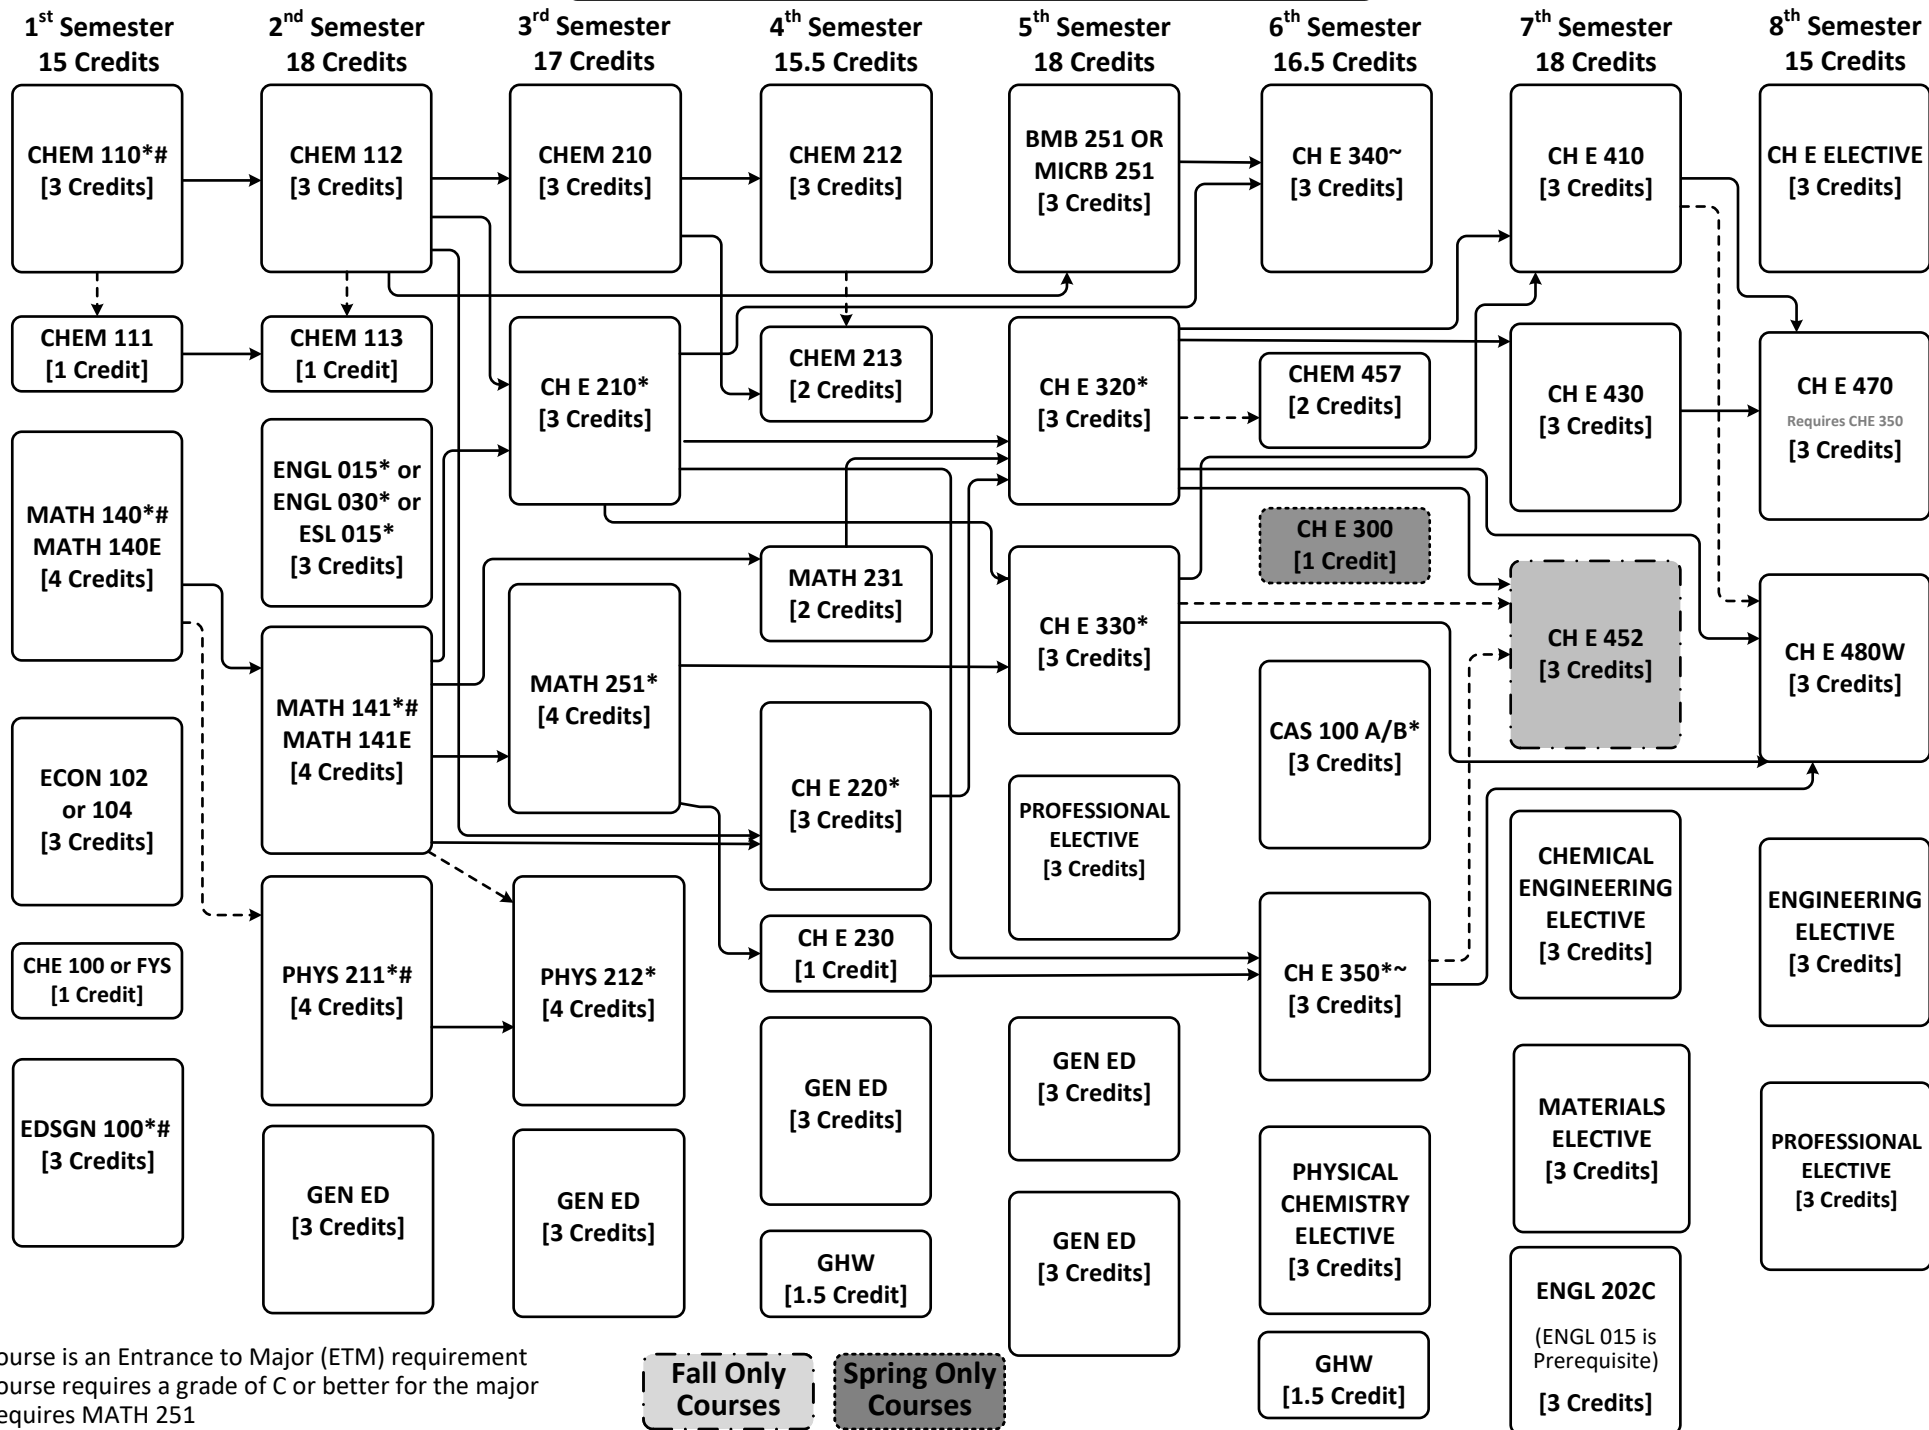 1st Semester
15 Credits
CHEM 110*#
[3 Credits]
CHEM 111
[1 Credit]
MATH 140*#
MATH 140E
[4 Credits]
ECON 102
or 104
[3 Credits]
CHE 100 or FYS
[1 Credit]
EDSGN 100*#
[3 Credits]
2nd Semester
18 Credits
CHEM 112
[3 Credits]
CHEM 113
[1 Credit]
ENGL 015* or
ENGL 030* or
ESL 015*
[3 Credits]
MATH 141*#
MATH 141E
[4 Credits]
PHYS 211*#
[4 Credits]
GEN ED
[3 Credits]
3rd Semester
17 Credits
CHEM 210
[3 Credits]
CH E 210*
[3 Credits]
MATH 251*
[4 Credits]
PHYS 212*
[4 Credits]
GEN ED
[3 Credits]
4th Semester
15.5 Credits
CHEM 212
[3 Credits]
CHEM 213
[2 Credits]
MATH 231
[2 Credits]
CH E 220*
[3 Credits]
CH E 230
[1 Credit]
GEN ED
[3 Credits]
GHW
[1.5 Credit]
5th Semester
18 Credits
BMB 251 OR
MICRB 251
[3 Credits]
CH E 320*
[3 Credits]
CH E 330*
[3 Credits]
PROFESSIONAL
ELECTIVE
[3 Credits]
GEN ED
[3 Credits]
GEN ED
[3 Credits]
6th Semester
16.5 Credits
CH E 340~
[3 Credits]
CHEM 457
[2 Credits]
CH E 300
[1 Credit]
CAS 100 A/B*
[3 Credits]
CH E 350*~
[3 Credits]
PHYSICAL
CHEMISTRY
ELECTIVE
[3 Credits]
GHW
[1.5 Credit]
7th Semester
18 Credits
CH E 410
[3 Credits]
CH E 430
[3 Credits]
CH E 452
[3 Credits]
CHEMICAL
ENGINEERING
ELECTIVE
[3 Credits]
MATERIALS
ELECTIVE
[3 Credits]
ENGL 202C
(ENGL 015 is
Prerequisite)
[3 Credits]
8th Semester
15 Credits
CH E ELECTIVE
[3 Credits]
CH E 470
Requires CHE 350
[3 Credits]
CH E 480W
[3 Credits]
ENGINEERING
ELECTIVE
[3 Credits]
PROFESSIONAL
ELECTIVE
[3 Credits]
ourse is an Entrance to Major (ETM) requirement
ourse requires a grade of C or better for the major
equires MATH 251
Fall Only
Courses
Spring Only
Courses